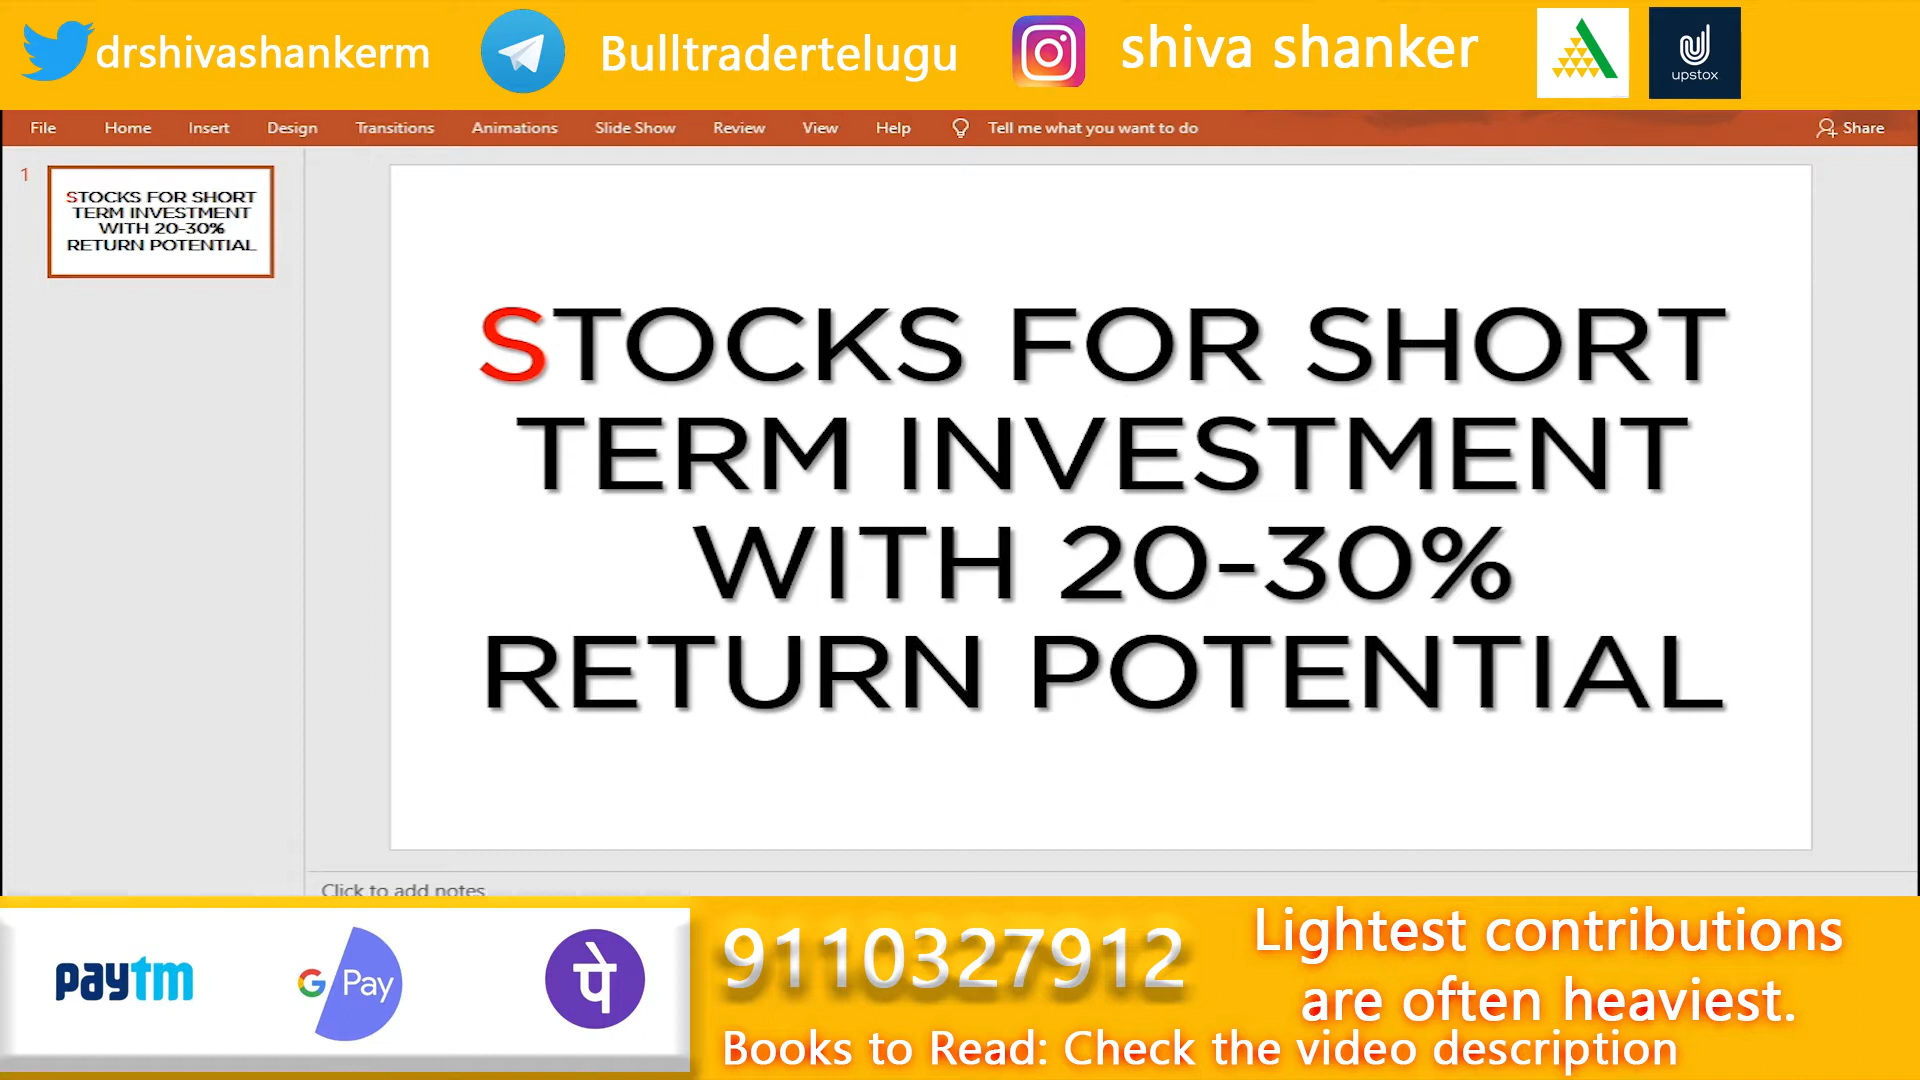 drshivashankerm
Bulltradertelugu
shiva shanker
upstox
File Home Insert Design Transitions Animations Slide Show Review View Help Tell me what you want to do Share
1
STOCKS FOR SHORT
TERM INVESTMENT
WITH 20-30%
RETURN POTENTIAL
STOCKS FOR SHORT
TERM INVESTMENT
WITH 20-30%
RETURN POTENTIAL
Click to add notes
paytm
G Pay
पे
9110327912
Lightest contributions
are often heaviest.
Books to Read: Check the video description